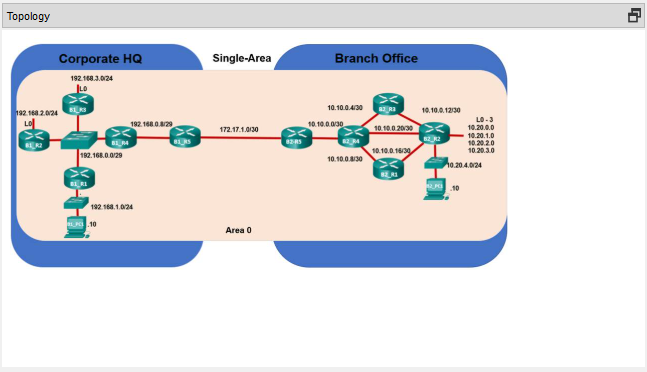 Topology
Corporate HQ
Single-Area
Branch Office
192.168.3.0/24
L0
B1_R3
192.168.2.0/24
L0
B1_R2
192.168.0.8/29
B1_R4
B1_R5
172.17.1.0/30
B2-R5
10.10.0.0/30
B2_R4
10.10.0.4/30
B2_R3
10.10.0.12/30
10.10.0.20/30
B2_R2
L0 - 3
10.20.0.0
10.20.1.0
10.20.2.0
10.20.3.0
10.10.0.8/30
10.10.0.16/30
B2_R1
10.20.4.0/24
B2_PC1
.10
192.168.0.0/29
B1_R1
192.168.1.0/24
B1_PC1
.10
Area 0